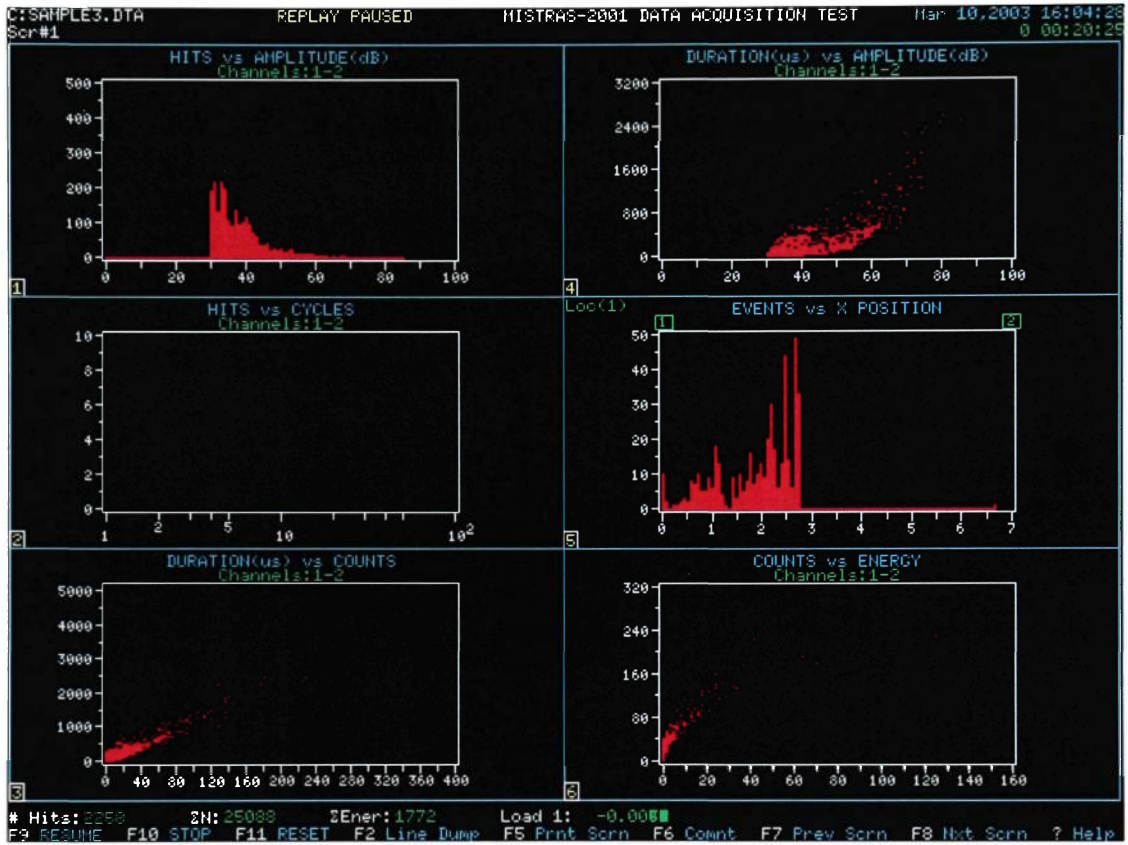 C:SAMPLE3.DTA REPLAY PAUSED MISTRAS-2001 DATA ACQUISITION TEST Mar 10,2003 16:04:28
Scr#1 0 00:20:25
HITS vs AMPLITUDE(dB)
Channels:1-2
500
400
300
200
100
0
0 20 40 60 80 100
1
DURATION(us) vs AMPLITUDE(dB)
Channels:1-2
3200
2400
1600
800
0
0 20 40 60 80 100
4
HITS vs CYCLES
Channels:1-2
10
8
6
4
2
0
1 2 5 10 10²
2
Loc(1) EVENTS vs X POSITION
1 2
50
40
30
20
10
0
0 1 2 3 4 5 6 7
5
DURATION(us) vs COUNTS
Channels:1-2
5000
4000
3000
2000
1000
0
0 40 80 120 160 200 240 280 320 360 400
3
COUNTS vs ENERGY
Channels:1-2
320
240
160
80
0
0 20 40 60 80 100 120 140 160
6
# Hits: 2258 ΣN: 25088 ΣEner: 1772 Load 1:
F9 RESUME F10 STOP F11 RESET F2 Line Dump F5 Prnt Scrn F6 Comnt F7 Prev Scrn F8 Nxt Scrn ? Help